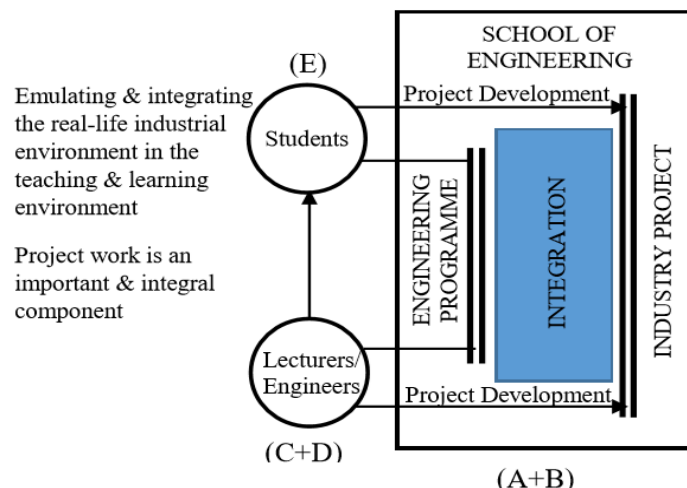 SCHOOL OF
ENGINEERING
(E)
Emulating & integrating
the real-life industrial
environment in the
teaching & learning
environment
Project work is an
important & integral
component
Students
Project Development
ENGINEERING
PROGRAMME
INTEGRATION
INDUSTRY PROJECT
Lecturers/
Engineers
Project Development
(C+D)
(A+B)